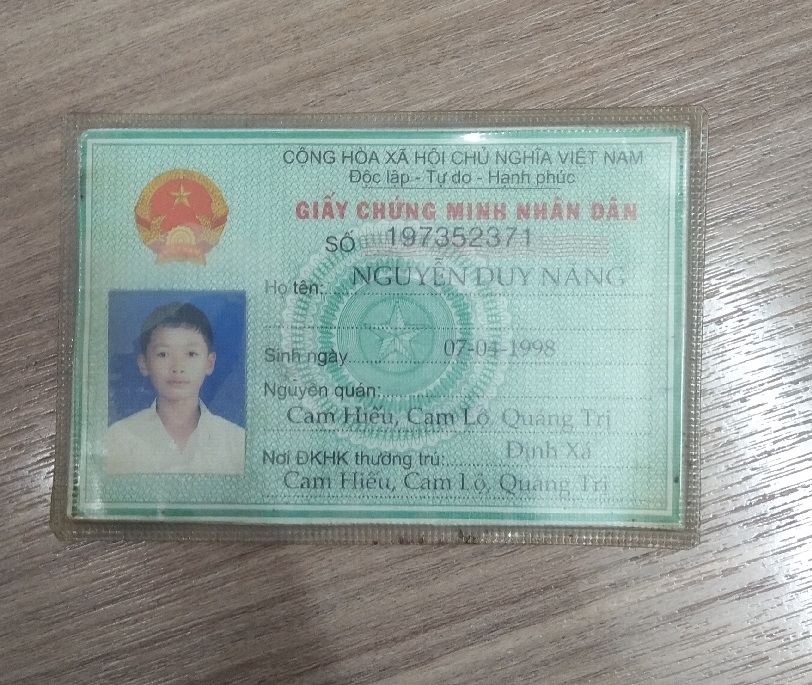 CỘNG HÒA XÃ HỘI CHỦ NGHĨA VIỆT NAM
Độc lập - Tự do - Hạnh phúc
GIẤY CHỨNG MINH NHÂN DÂN
SỐ 197352371
Họ tên: NGUYỄN DUY NĂNG
Sinh ngày 07-04-1998
Nguyên quán:
Cam Hiếu, Cam Lộ, Quảng Trị
Nơi ĐKHK thường trú: Định Xá
Cam Hiếu, Cam Lộ, Quảng Trị